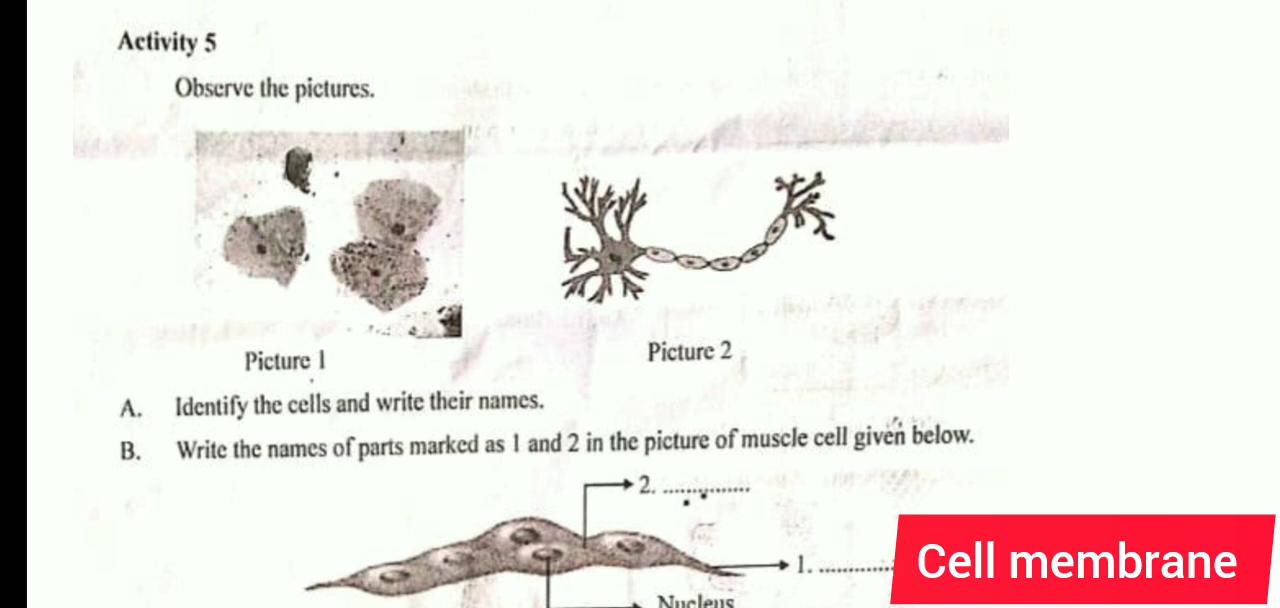 Activity 5
Observe the pictures.
Picture 1
Picture 2
A. Identify the cells and write their names.
B. Write the names of parts marked as 1 and 2 in the picture of muscle cell given below.
2. ................
1. .............
Cell membrane
Nucleus